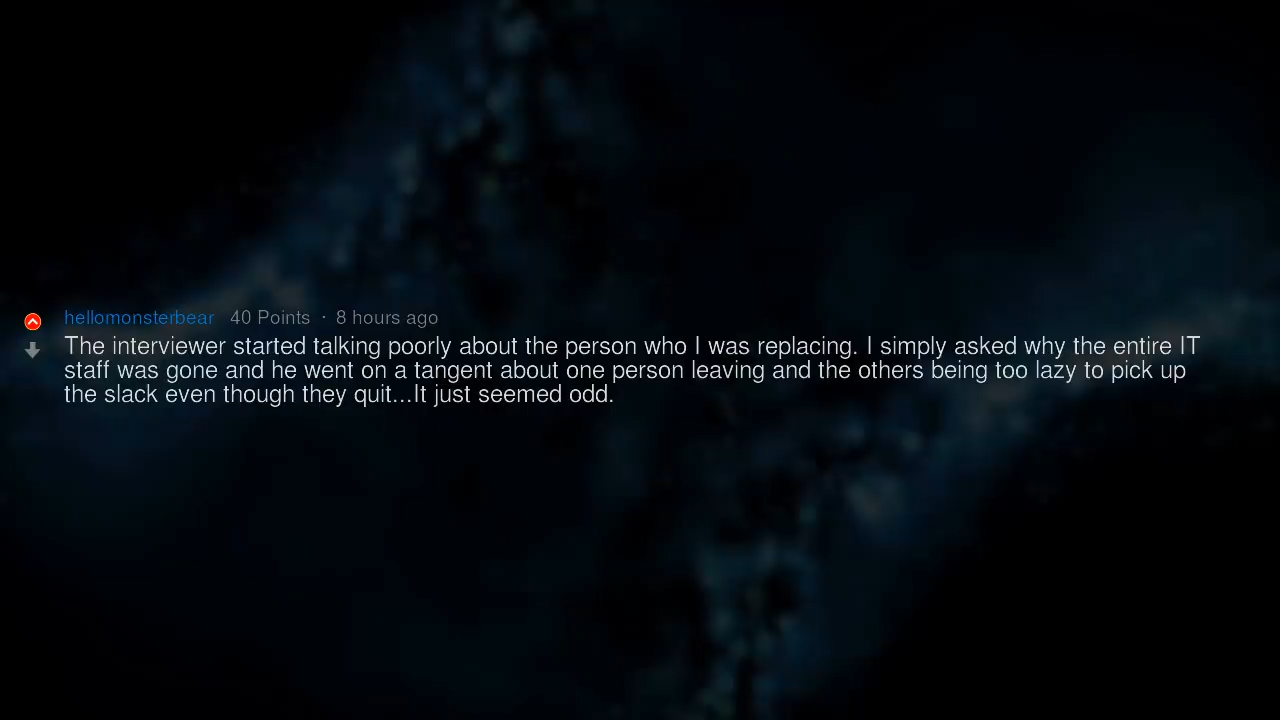 hellomonsterbear 40 Points · 8 hours ago
The interviewer started talking poorly about the person who I was replacing. I simply asked why the entire IT
staff was gone and he went on a tangent about one person leaving and the others being too lazy to pick up
the slack even though they quit...It just seemed odd.